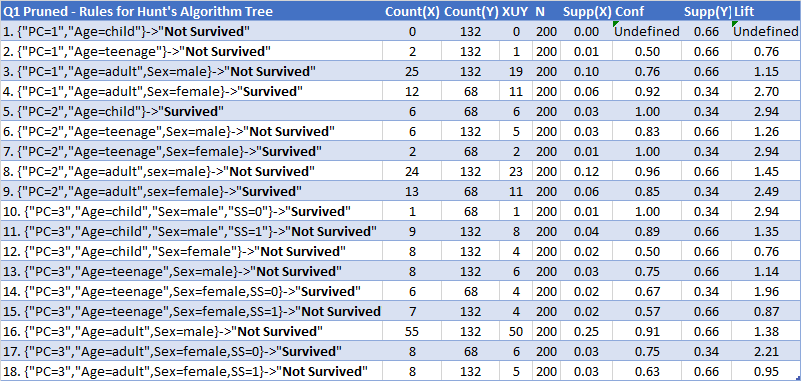 Q1 Pruned - Rules for Hunt's Algorithm Tree Count(X) Count(Y) XUY N Supp(X) Conf Supp(Y) Lift
1. {"PC=1","Age=child"}->"Not Survived" 0 132 0 200 0.00 Undefined 0.66 Undefined
2. {"PC=1","Age=teenage"}->"Not Survived" 2 132 1 200 0.01 0.50 0.66 0.76
3. {"PC=1","Age=adult",Sex=male}->"Not Survived" 25 132 19 200 0.10 0.76 0.66 1.15
4. {"PC=1","Age=adult",Sex=female}->"Survived" 12 68 11 200 0.06 0.92 0.34 2.70
5. {"PC=2","Age=child"}->"Survived" 6 68 6 200 0.03 1.00 0.34 2.94
6. {"PC=2","Age=teenage",Sex=male}->"Not Survived" 6 132 5 200 0.03 0.83 0.66 1.26
7. {"PC=2","Age=teenage",Sex=female}->"Survived" 2 68 2 200 0.01 1.00 0.34 2.94
8. {"PC=2","Age=adult",sex=male}->"Not Survived" 24 132 23 200 0.12 0.96 0.66 1.45
9. {"PC=2","Age=adult",sex=female}->"Survived" 13 68 11 200 0.06 0.85 0.34 2.49
10. {"PC=3","Age=child","Sex=male","SS=0"}->"Survived" 1 68 1 200 0.01 1.00 0.34 2.94
11. {"PC=3","Age=child","Sex=male","SS=1"}->"Not Survived" 9 132 8 200 0.04 0.89 0.66 1.35
12. {"PC=3","Age=child","Sex=female"}->"Not Survived" 8 132 4 200 0.02 0.50 0.66 0.76
13. {"PC=3","Age=teenage",Sex=male}->"Not Survived" 8 132 6 200 0.03 0.75 0.66 1.14
14. {"PC=3","Age=teenage",Sex=female,SS=0}->"Survived" 6 68 4 200 0.02 0.67 0.34 1.96
15. {"PC=3","Age=teenage",Sex=female,SS=1}->"Not Survived 7 132 4 200 0.02 0.57 0.66 0.87
16. {"PC=3","Age=adult",Sex=male}->"Not Survived" 55 132 50 200 0.25 0.91 0.66 1.38
17. {"PC=3","Age=adult",Sex=female,SS=0}->"Survived" 8 68 6 200 0.03 0.75 0.34 2.21
18. {"PC=3","Age=adult",Sex=female,SS=1}->"Not Survived" 8 132 5 200 0.03 0.63 0.66 0.95